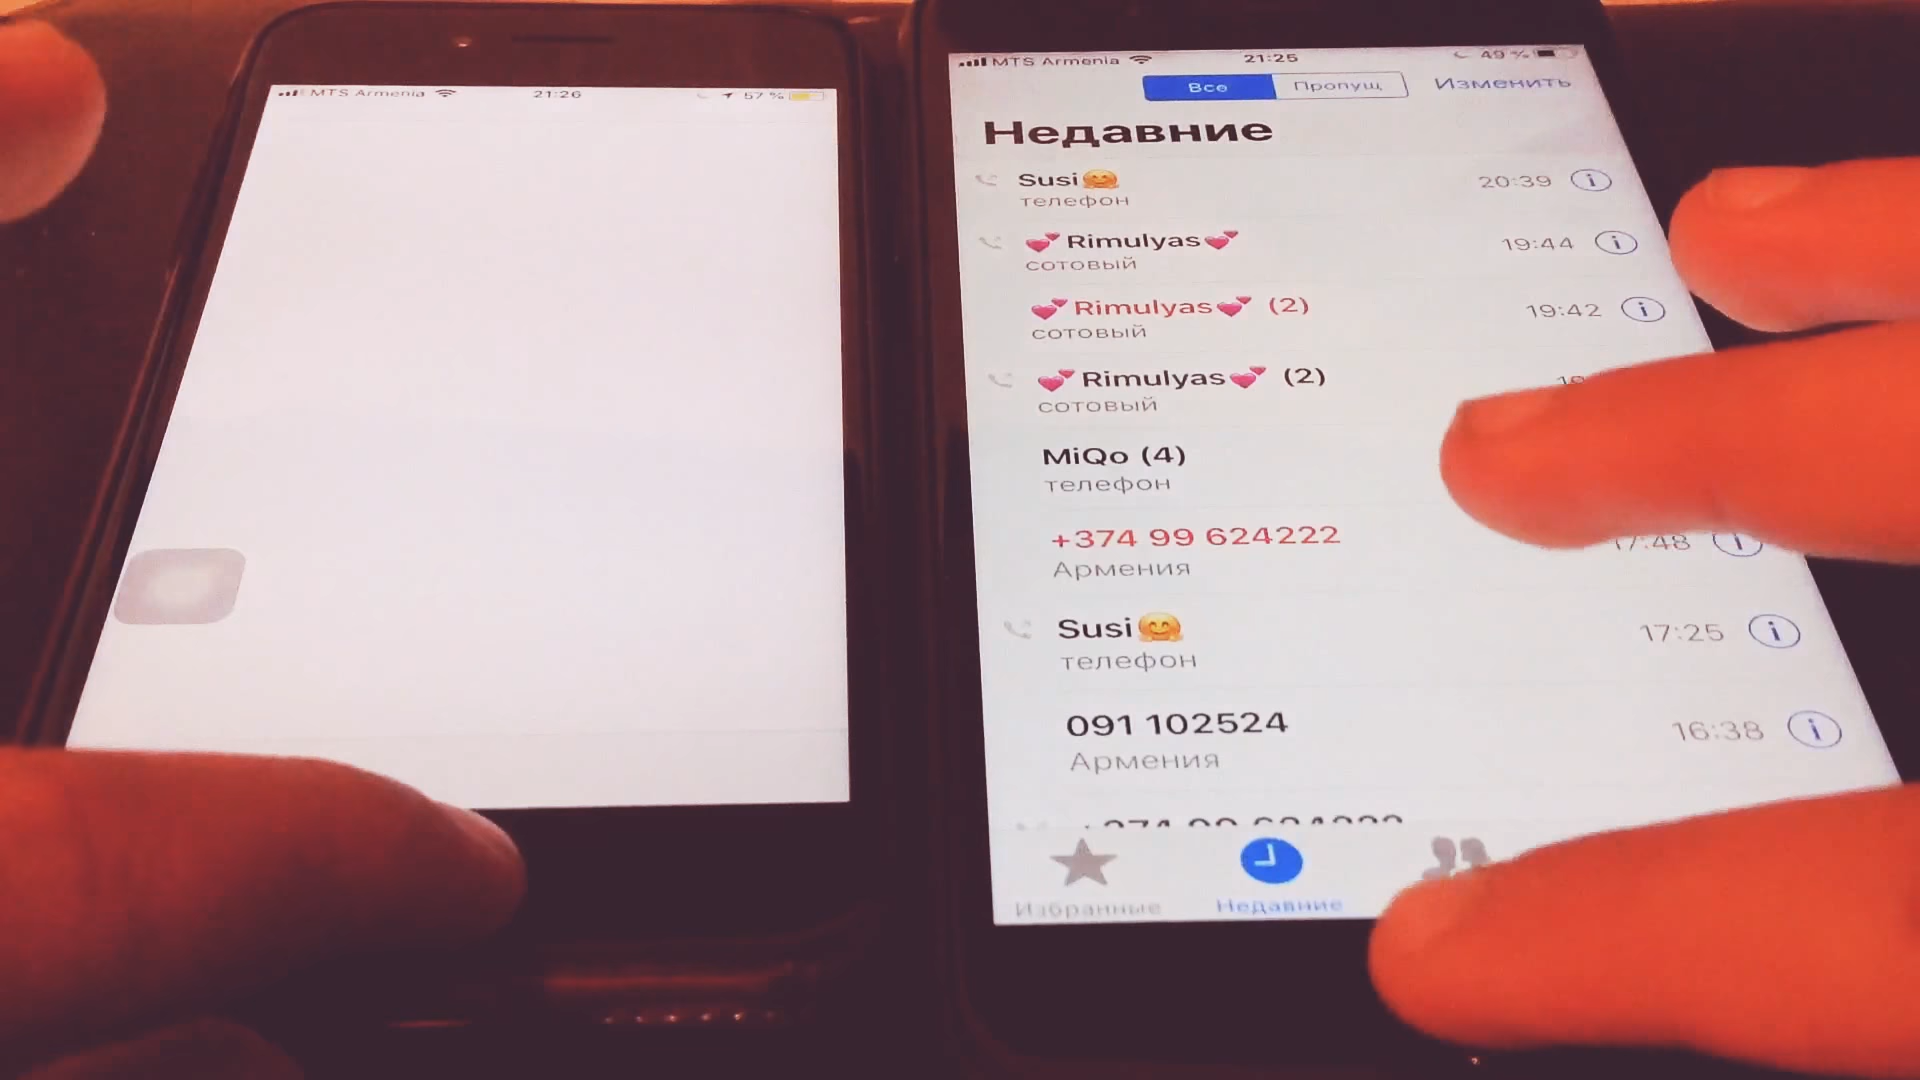 MTS Armenia 21:26 57 %
MTS Armenia 21:25 49 %
Все Пропущ Изменить
Недавние
Susi🤗 20:39
телефон
💕Rimulyas💕 19:44
сотовый
💕Rimulyas💕 (2) 19:42
сотовый
💕Rimulyas💕 (2)
сотовый
MiQo (4)
телефон
+374 99 624222 17:48
Армения
Susi🤗 17:25
телефон
091 102524 16:38
Армения
Избранные Недавние